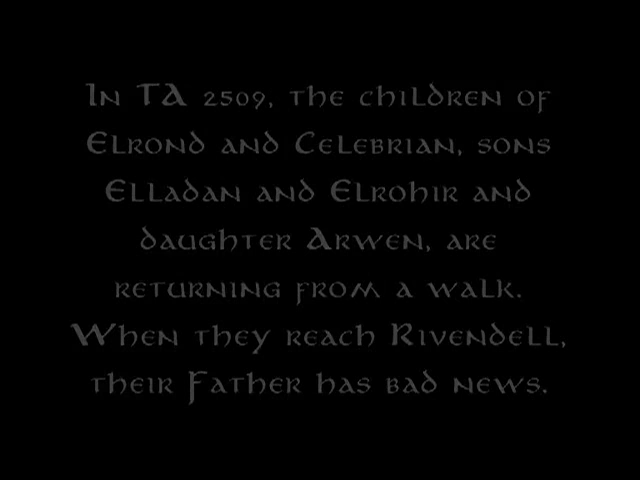 In TA 2509, the children of
Elrond and Celebrian, sons
Elladan and Elrohir and
daughter Arwen, are
returning from a walk.
When they reach Rivendell,
their Father has bad news.